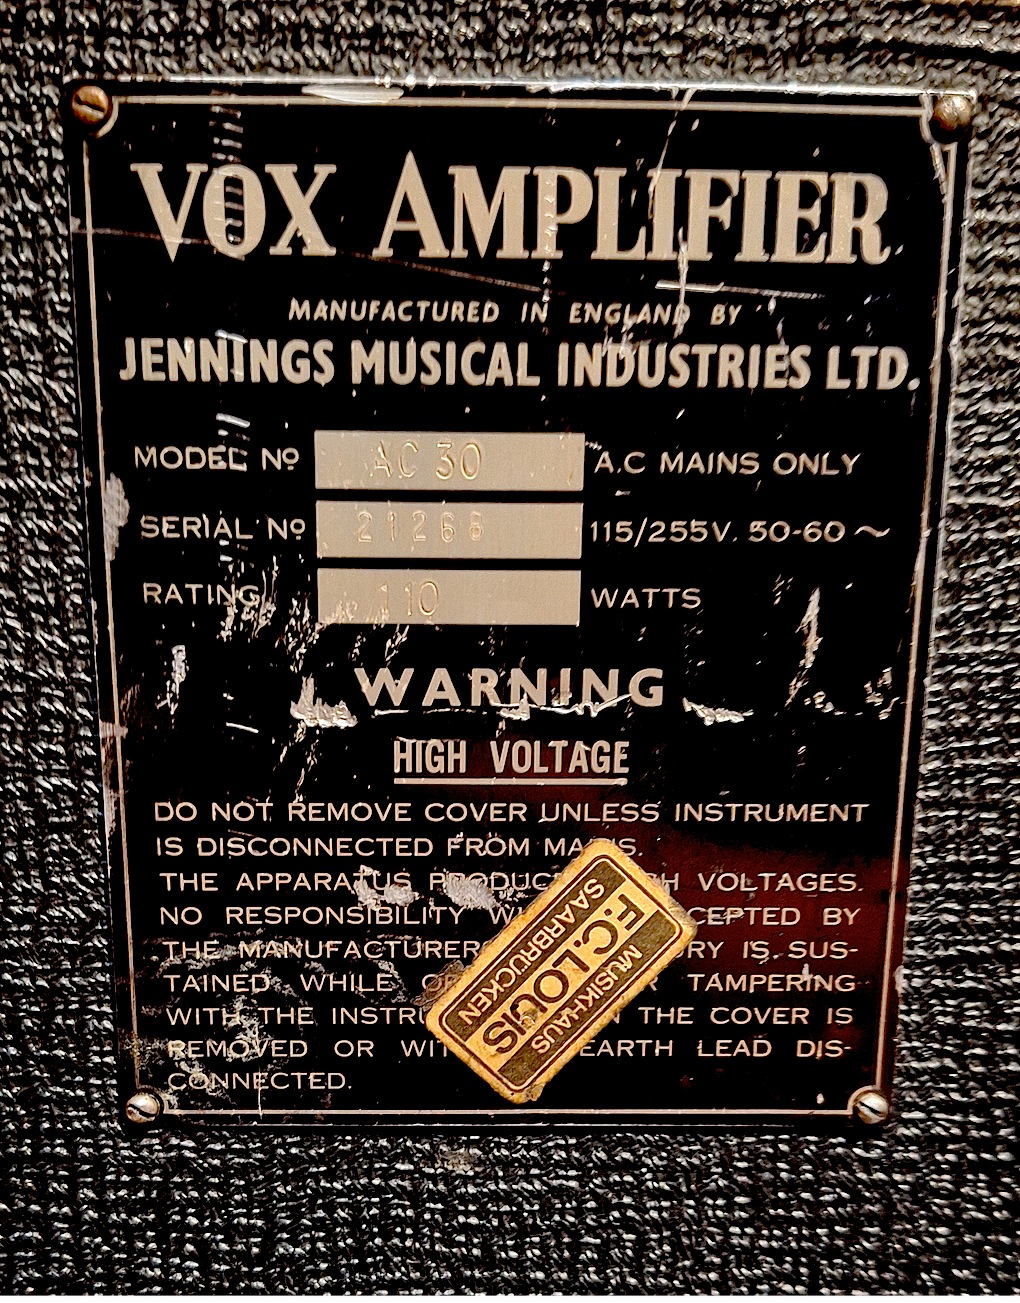 VOX AMPLIFIER
MANUFACTURED IN ENGLAND BY
JENNINGS MUSICAL INDUSTRIES LTD.
MODEL Nº AC 30 A.C MAINS ONLY
SERIAL Nº 21268 115/255V. 50-60 ~
RATING 110 WATTS
WARNING
HIGH VOLTAGE
DO NOT REMOVE COVER UNLESS INSTRUMENT
IS DISCONNECTED FROM MAINS.
THE APPARATUS VOLTAGES.
NO RESPONSIBILITY BY
THE MANUFACTURER IS SUS-
TAINED WHILE TAMPERING
WITH THE THE COVER IS
REMOVED OR EARTH LEAD DIS-
CONNECTED.
MUSIKHAUS
F.C. LOUIS
SAARBRÜCKEN